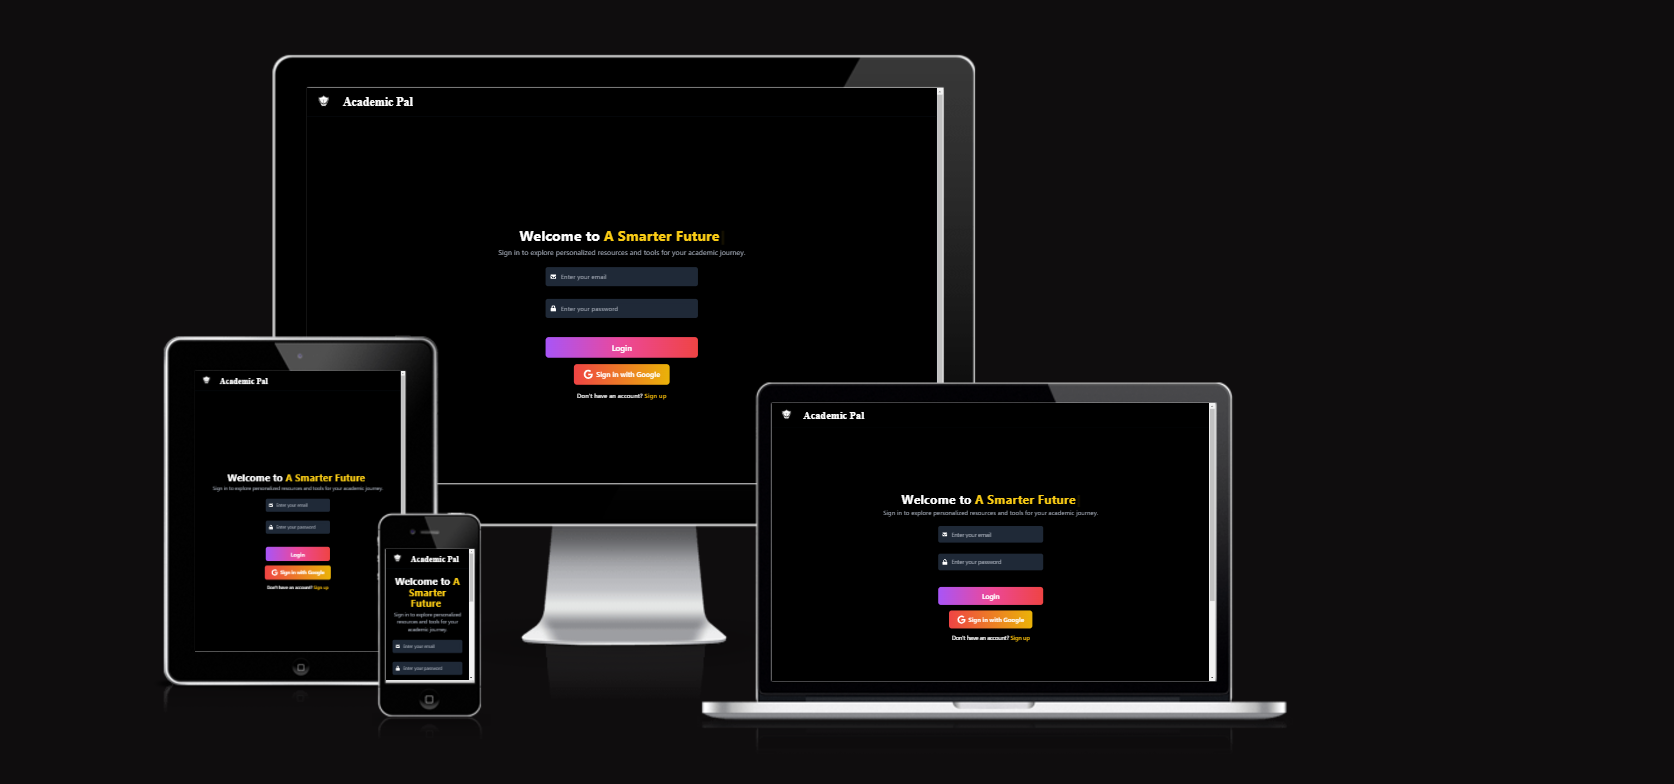 Academic Pal
Welcome to A Smarter Future
Sign in to explore personalized resources and tools for your academic journey.
Enter your email
Enter your password
Login
Sign in with Google
Don't have an account? Sign up
Academic Pal
Welcome to A Smarter Future
Sign in to explore personalized resources and tools for your academic journey.
Enter your email
Enter your password
Login
Sign in with Google
Don't have an account? Sign up
Academic Pal
Welcome to A
Smarter
Future
Sign in to explore personalized
resources and tools for your
academic journey.
Enter your email
Enter your password
Academic Pal
Welcome to A Smarter Future
Sign in to explore personalized resources and tools for your academic journey.
Enter your email
Enter your password
Login
Sign in with Google
Don't have an account? Sign up